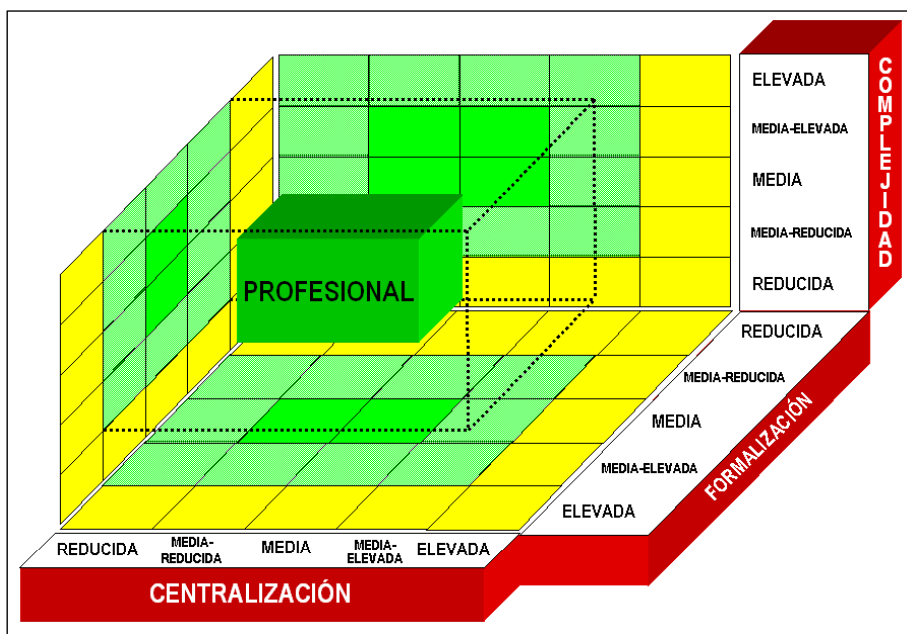 ELEVADA
MEDIA-ELEVADA
MEDIA
MEDIA-REDUCIDA
REDUCIDA
COMPLEJIDAD
PROFESIONAL
REDUCIDA
MEDIA-REDUCIDA
MEDIA
MEDIA-ELEVADA
ELEVADA
FORMALIZACIÓN
REDUCIDA
MEDIA-
REDUCIDA
MEDIA
MEDIA-
ELEVADA
ELEVADA
CENTRALIZACIÓN